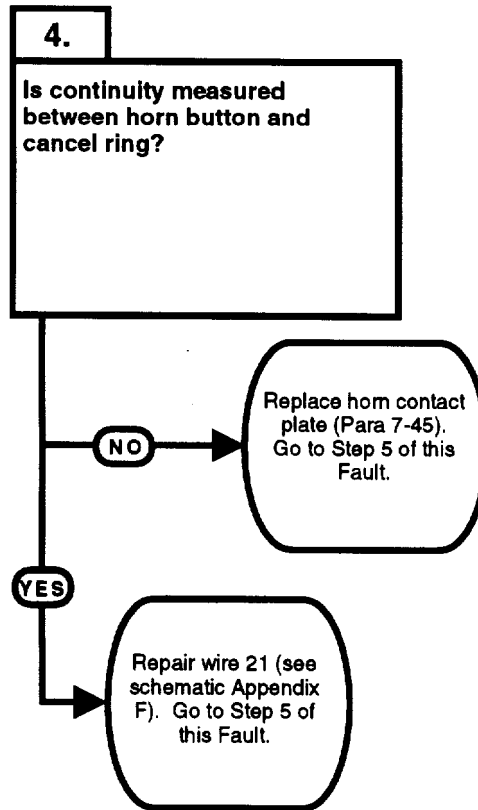 4.
Is continuity measured
between horn button and
cancel ring?
NO
Replace horn contact
plate (Para 7-45).
Go to Step 5 of this
Fault.
YES
Repair wire 21 (see
schematic Appendix
F). Go to Step 5 of
this Fault.